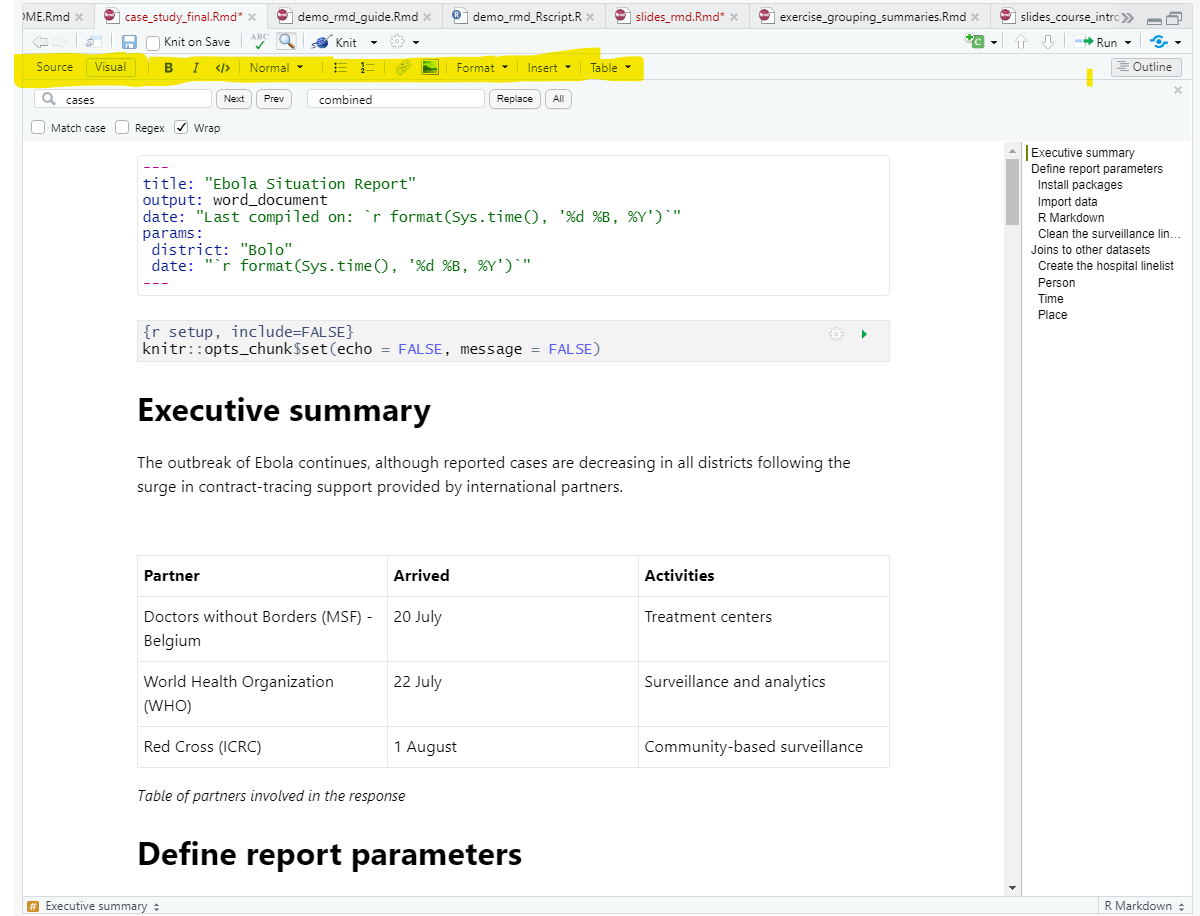 OME.Rmd case_study_final.Rmd* demo_rmd_guide.Rmd demo_rmd_Rscript.R slides_rmd.Rmd* exercise_grouping_summaries.Rmd slides_course_intro
Knit on Save ABC Knit Run
Source Visual B I </> Normal Format Insert Table Outline
cases Next Prev combined Replace All
Match case Regex Wrap
---
title: "Ebola Situation Report"
output: word_document
date: "Last compiled on: `r format(Sys.time(), '%d %B, %Y')`"
params:
district: "Bolo"
date: "`r format(Sys.time(), '%d %B, %Y')`"
---
{r setup, include=FALSE}
knitr::opts_chunk$set(echo = FALSE, message = FALSE)
Executive summary
The outbreak of Ebola continues, although reported cases are decreasing in all districts following the
surge in contract-tracing support provided by international partners.
Partner Arrived Activities
Doctors without Borders (MSF) - 20 July Treatment centers
Belgium
World Health Organization 22 July Surveillance and analytics
(WHO)
Red Cross (ICRC) 1 August Community-based surveillance
Table of partners involved in the response
Define report parameters
Executive summary
Define report parameters
Install packages
Import data
R Markdown
Clean the surveillance lin...
Joins to other datasets
Create the hospital linelist
Person
Time
Place
# Executive summary R Markdown